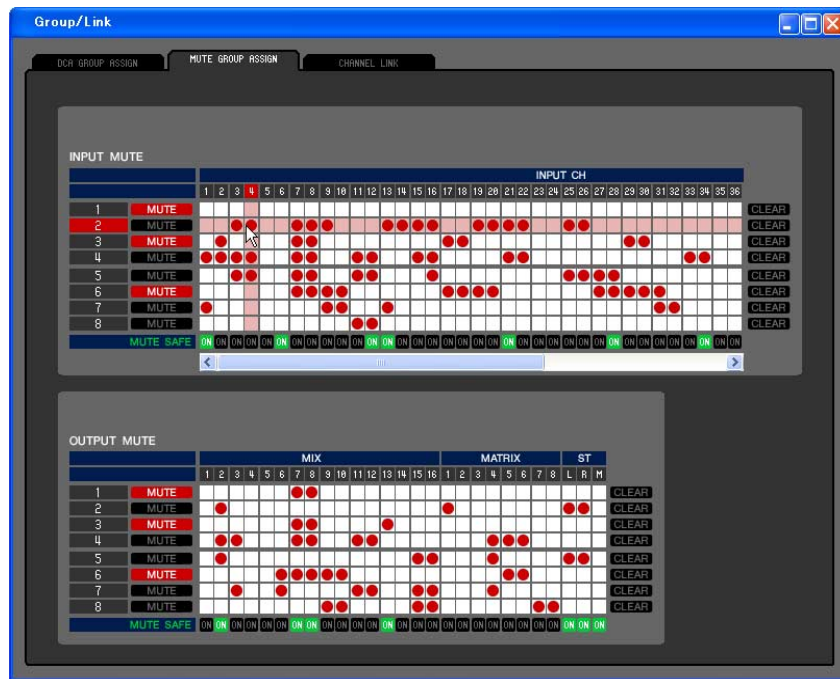 Group/Link
DCA GROUP ASSIGN MUTE GROUP ASSIGN CHANNEL LINK
INPUT MUTE
INPUT CH
1 2 3 4 5 6 7 8 9 10 11 12 13 14 15 16 17 18 19 20 21 22 23 24 25 26 27 28 29 30 31 32 33 34 35 36
1 MUTE CLEAR
2 MUTE CLEAR
3 MUTE CLEAR
4 MUTE CLEAR
5 MUTE CLEAR
6 MUTE CLEAR
7 MUTE CLEAR
8 MUTE CLEAR
MUTE SAFE ON ON ON ON ON ON ON ON ON ON ON ON ON ON ON ON ON ON ON ON ON ON ON ON ON ON ON ON ON ON ON ON ON ON ON ON
OUTPUT MUTE
MIX MATRIX ST
1 2 3 4 5 6 7 8 9 10 11 12 13 14 15 16 1 2 3 4 5 6 7 8 L R M
1 MUTE CLEAR
2 MUTE CLEAR
3 MUTE CLEAR
4 MUTE CLEAR
5 MUTE CLEAR
6 MUTE CLEAR
7 MUTE CLEAR
8 MUTE CLEAR
MUTE SAFE ON ON ON ON ON ON ON ON ON ON ON ON ON ON ON ON ON ON ON ON ON ON ON ON ON ON ON